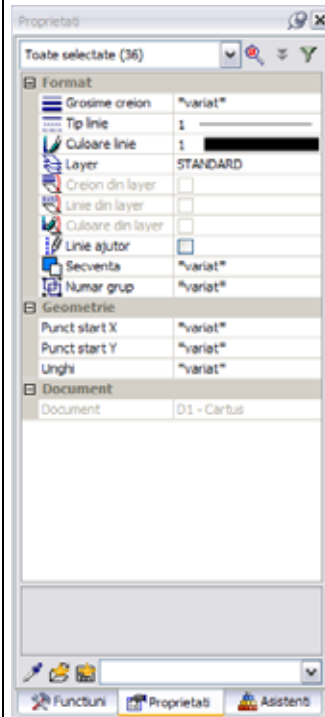 Proprietati
Toate selectate (36)
Format
Grosime creion *variat*
Tip linie 1
Culoare linie 1
Layer STANDARD
Creion din layer
Linie din layer
Culoare din layer
Linie ajutor
Secventa *variat*
Numar grup *variat*
Geometrie
Punct start X *variat*
Punct start Y *variat*
Unghi *variat*
Document
Document D1 - Cartus
Functiuni Proprietati Asistenti